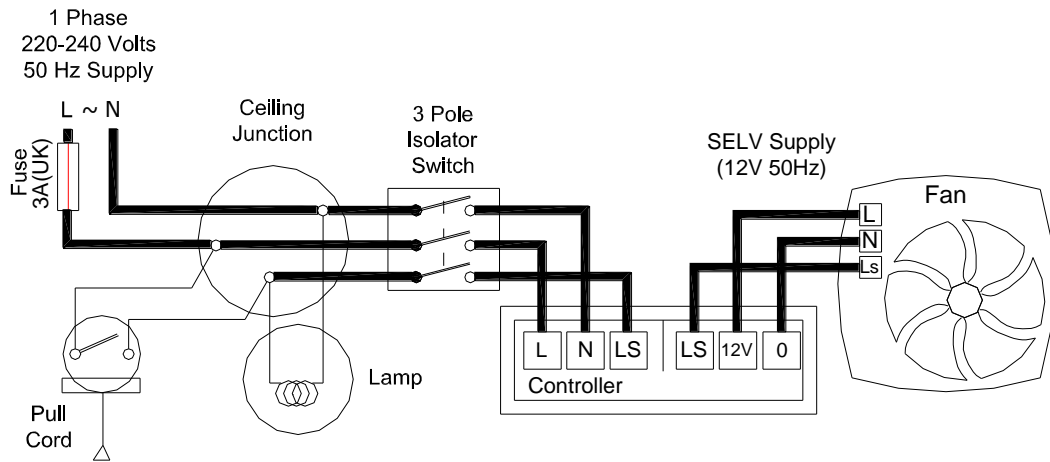 1 Phase
220-240 Volts
50 Hz Supply
L ~ N
Fuse
3A(UK)
Ceiling
Junction
3 Pole
Isolator
Switch
SELV Supply
(12V 50Hz)
Fan
L
N
Ls
L N LS LS 12V 0
Controller
Lamp
Pull
Cord